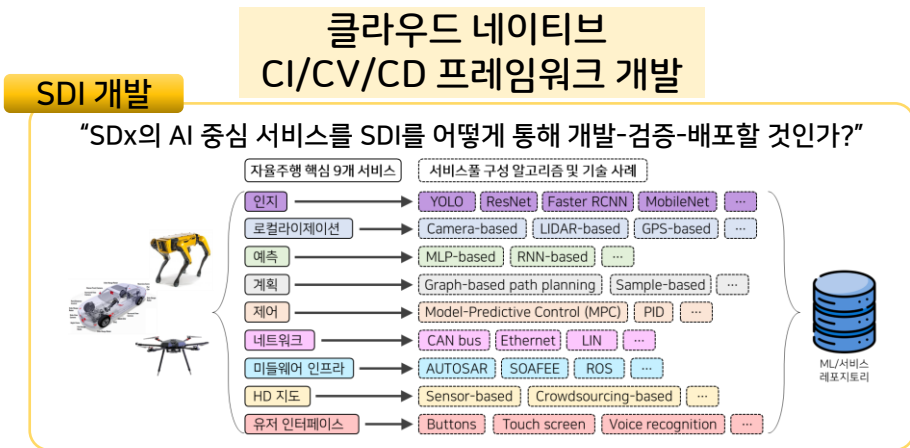 클라우드 네이티브
CI/CV/CD 프레임워크 개발
SDI 개발
“SDx의 AI 중심 서비스를 SDI를 어떻게 통해 개발-검증-배포할 것인가?”
자율주행 핵심 9개 서비스 서비스풀 구성 알고리즘 및 기술 사례
인지 YOLO ResNet Faster RCNN MobileNet ...
로컬라이제이션 Camera-based LIDAR-based GPS-based ...
예측 MLP-based RNN-based ...
계획 Graph-based path planning Sample-based ...
제어 Model-Predictive Control (MPC) PID ...
네트워크 CAN bus Ethernet LIN ...
미들웨어 인프라 AUTOSAR SOAFEE ROS ...
HD 지도 Sensor-based Crowdsourcing-based ...
유저 인터페이스 Buttons Touch screen Voice recognition ...
ML/서비스
레포지토리